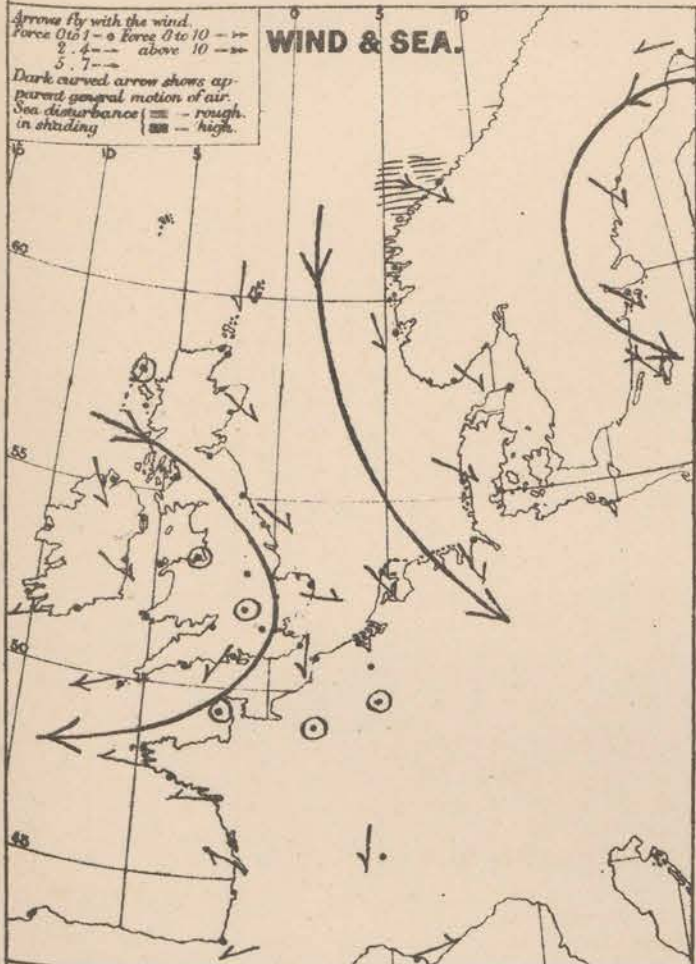 Arrows fly with the wind.
Force 0 to 1 - Force 8 to 10 -
2 . 4 - above 10 -
5 . 7 -
Dark curved arrow shows ap-
parent general motion of air.
Sea disturbance { - rough.
in shading - high.
WIND & SEA.
0 5 10
15 10 5
60
55
50
45